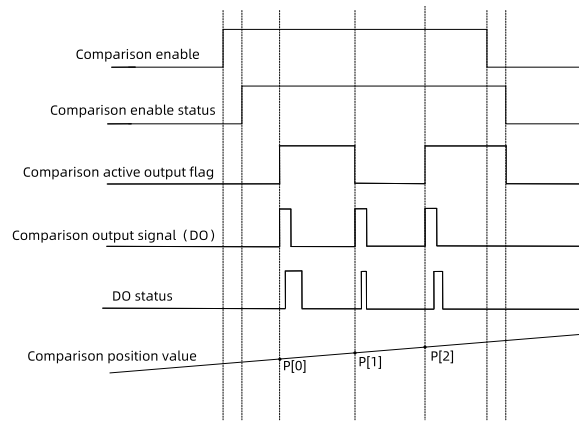 Comparison enable
Comparison enable status
Comparison active output flag
Comparison output signal（DO）
DO status
Comparison position value
P[0]
P[1]
P[2]